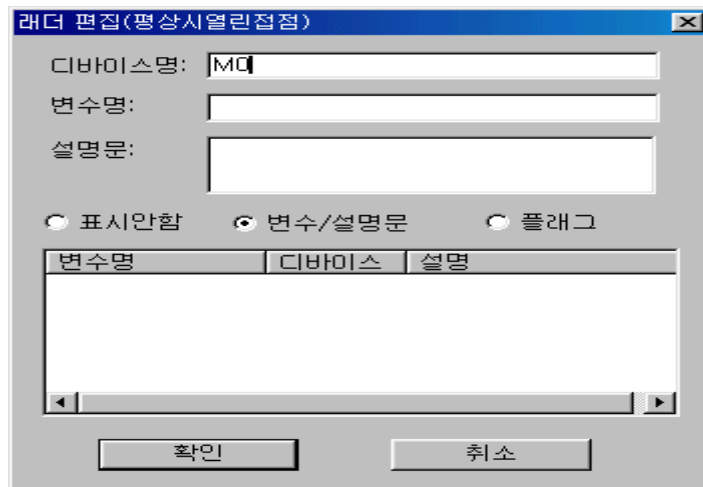 래더 편집(평상시열린접점)
디바이스명: M0
변수명:
설명문:
표시안함 변수/설명문 플래그
변수명 디바이스 설명
확인 취소